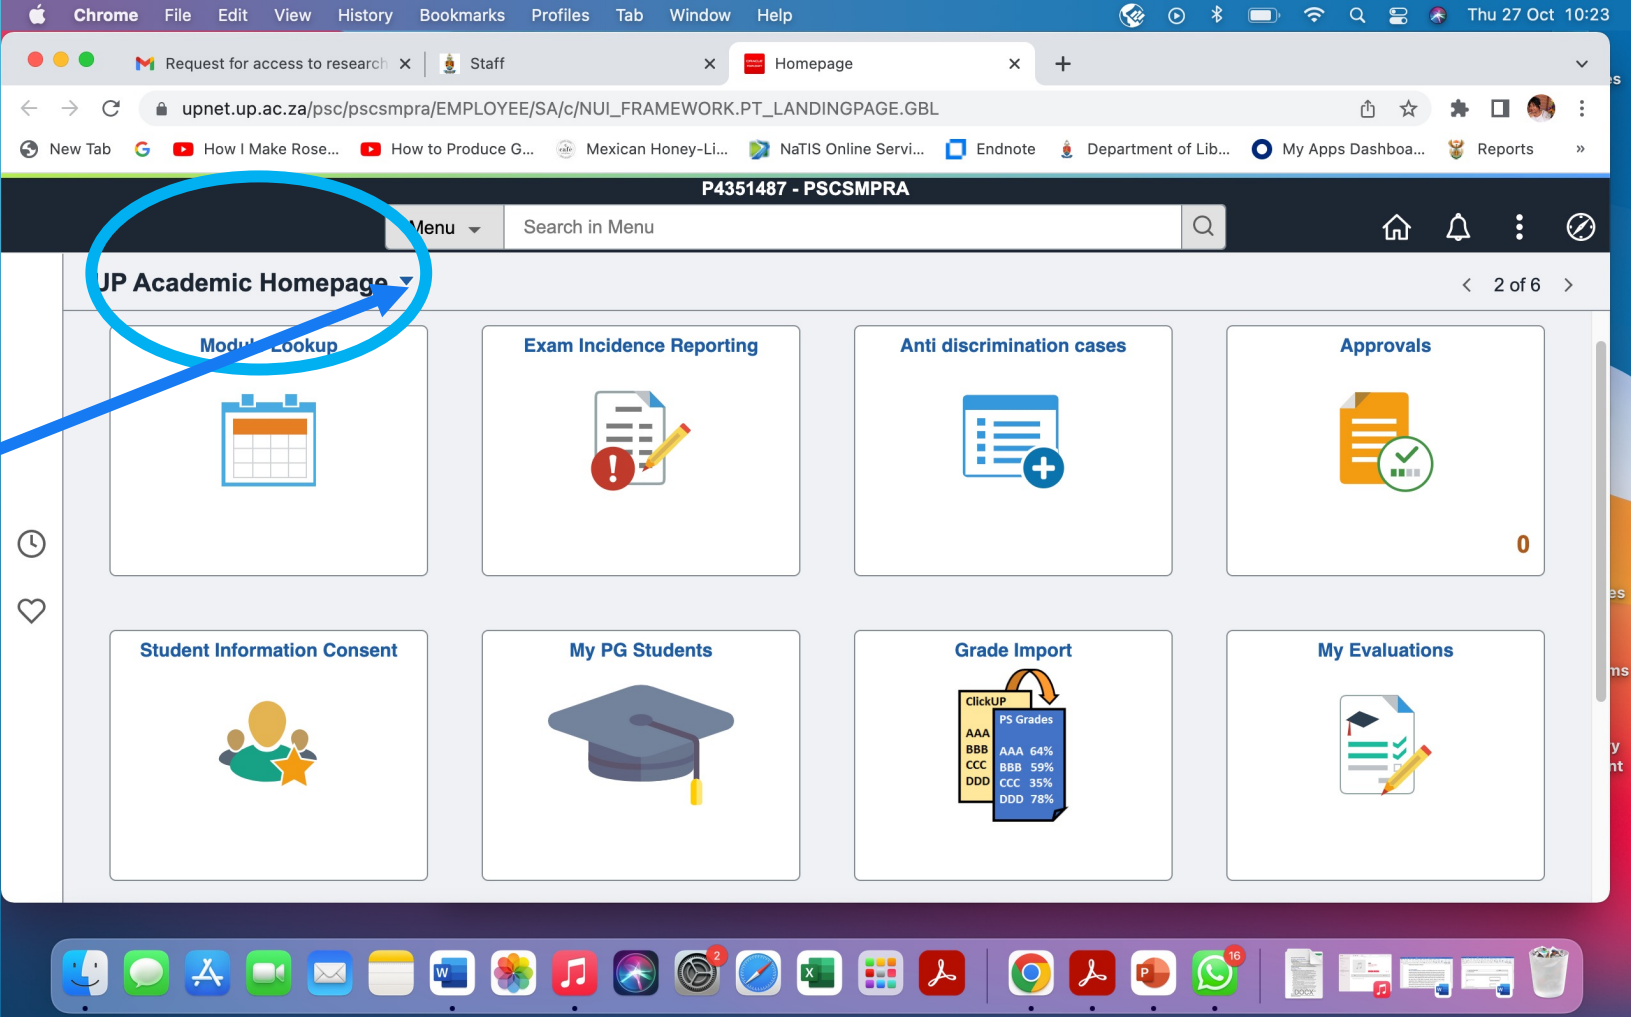 Chrome File Edit View History Bookmarks Profiles Tab Window Help Thu 27 Oct 10:23
Request for access to research Staff Homepage
upnet.up.ac.za/psc/pscsmpra/EMPLOYEE/SA/c/NUI_FRAMEWORK.PT_LANDINGPAGE.GBL
New Tab How I Make Rose... How to Produce G... Mexican Honey-Li... NaTIS Online Servi... Endnote Department of Lib... My Apps Dashboa... Reports »
P4351487 - PSCSMPRA
Menu Search in Menu
UP Academic Homepage 2 of 6
Module Lookup Exam Incidence Reporting Anti discrimination cases Approvals
0
Student Information Consent My PG Students Grade Import My Evaluations
ClickUP
PS Grades
AAA
BBB
CCC
DDD
AAA 64%
BBB 59%
CCC 35%
DDD 78%
2 16
DOCX